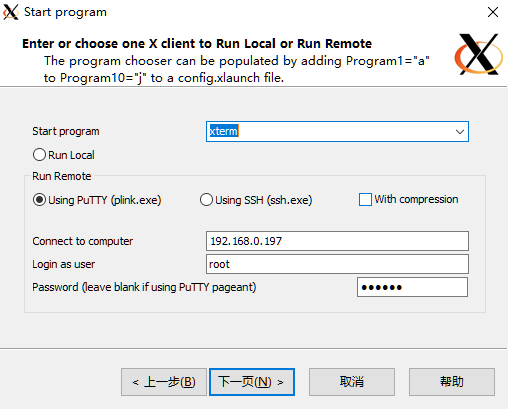 Start program
Enter or choose one X client to Run Local or Run Remote
The program chooser can be populated by adding Program1="a"
to Program10="j" to a config.xlaunch file.
Start program
xterm
Run Local
Run Remote
Using PuTTY (plink.exe)
Using SSH (ssh.exe)
With compression
Connect to computer
192.168.0.197
Login as user
root
Password (leave blank if using PuTTY pageant)
●●●●●●
< 上一步(B)
下一页(N) >
取消
帮助